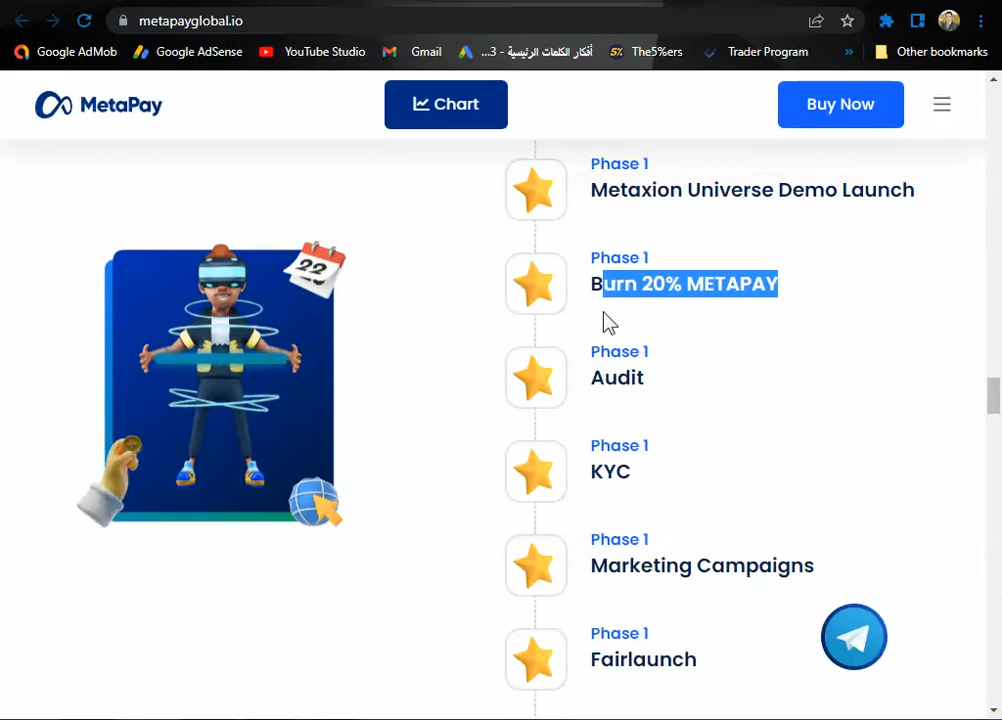 metapayglobal.io
Google AdMob
Google AdSense
YouTube Studio
Gmail
أفكار الكلمات الرئيسية - 3...
The5%ers
Trader Program
»
Other bookmarks
MetaPay
Chart
Buy Now
Phase 1
Metaxion Universe Demo Launch
Phase 1
Burn 20% METAPAY
Phase 1
Audit
Phase 1
KYC
Phase 1
Marketing Campaigns
Phase 1
Fairlaunch
22